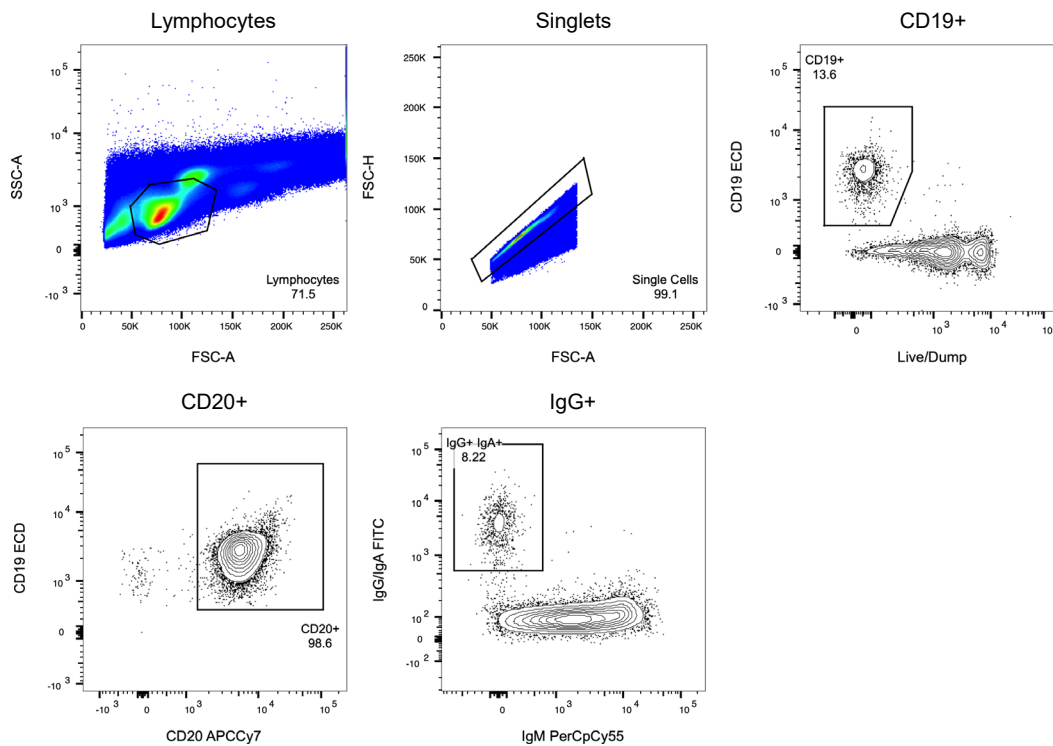 Lymphocytes
Singlets
CD19+
SSC-A
10 5
10 4
10 3
0
-10 3
Lymphocytes
71.5
0
50K
100K
150K
200K
250K
FSC-A
FSC-H
250K
200K
150K
100K
50K
0
Single Cells
99.1
0
50K
100K
150K
200K
250K
FSC-A
CD19 ECD
10 5
10 4
10 3
0
-10 3
CD19+
13.6
0
10 3
10 4
10
Live/Dump
CD20+
IgG+
CD19 ECD
10 5
10 4
10 3
0
-10 3
CD20+
98.6
-10 3
0
10 3
10 4
10 5
CD20 APCCy7
IgG/IgA FITC
10 5
10 4
10 3
10 2
0
-10 2
IgG+ IgA+
8.22
0
10 3
10 4
10 5
IgM PerCpCy55